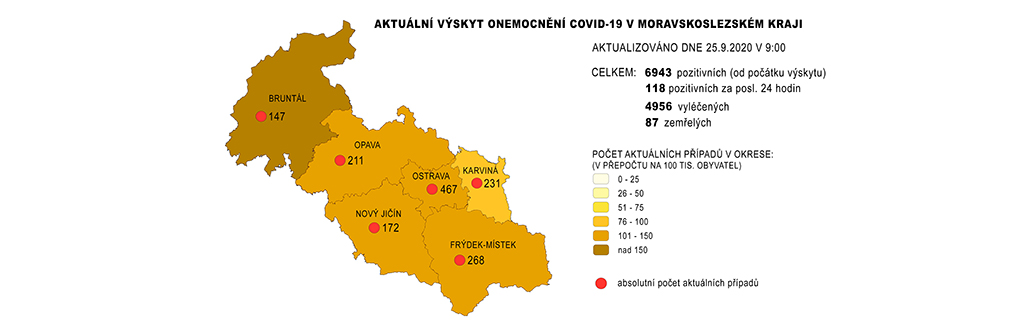 AKTUÁLNÍ VÝSKYT ONEMOCNĚNÍ COVID-19 V MORAVSKOSLEZSKÉM KRAJI
AKTUALIZOVÁNO DNE 25.9.2020 V 9:00
CELKEM: 6943 pozitivních (od počátku výskytu)
118 pozitivních za posl. 24 hodin
4956 vyléčených
87 zemřelých
BRUNTÁL
147
OPAVA
211
OSTRAVA
467
KARVINÁ
231
NOVÝ JIČÍN
172
FRÝDEK-MÍSTEK
268
POČET AKTUÁLNÍCH PŘÍPADŮ V OKRESE:
(V PŘEPOČTU NA 100 TIS. OBYVATEL)
0 - 25
26 - 50
51 - 75
76 - 100
101 - 150
nad 150
absolutní počet aktuálních případů